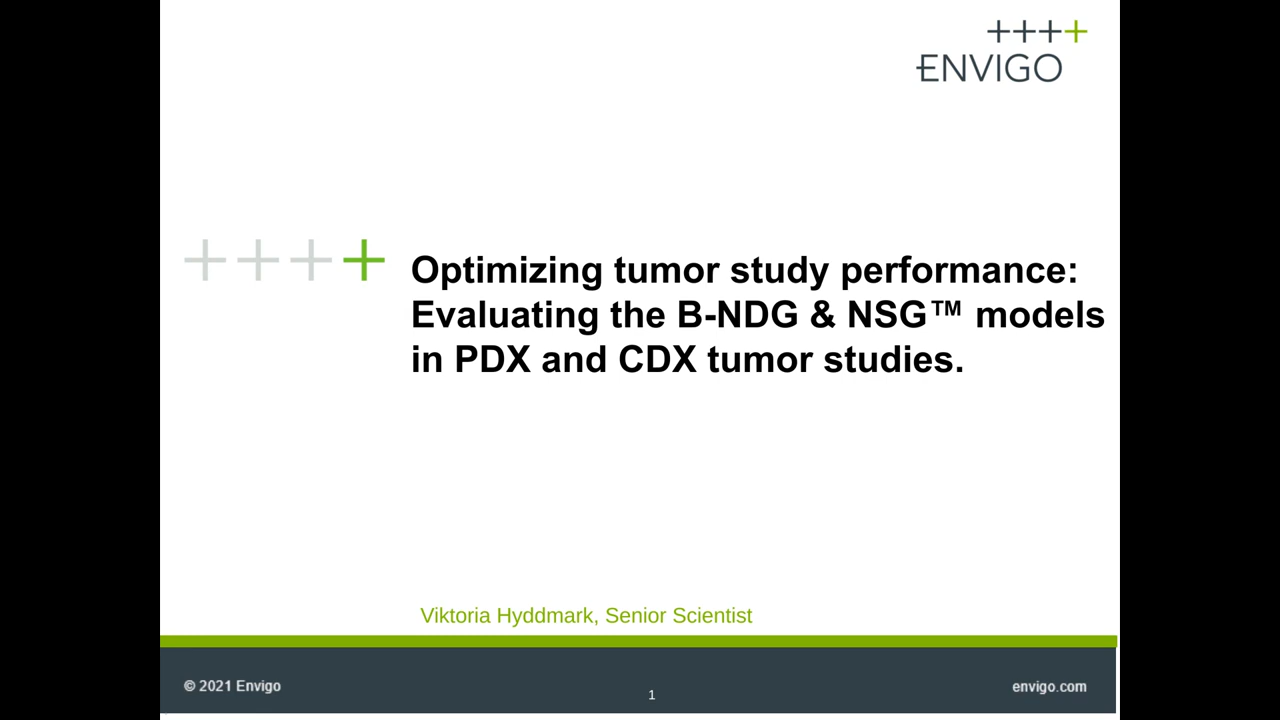 ++++
ENVIGO
++++
Optimizing tumor study performance:
Evaluating the B-NDG & NSG™ models
in PDX and CDX tumor studies.
Viktoria Hyddmark, Senior Scientist
© 2021 Envigo
1
envigo.com